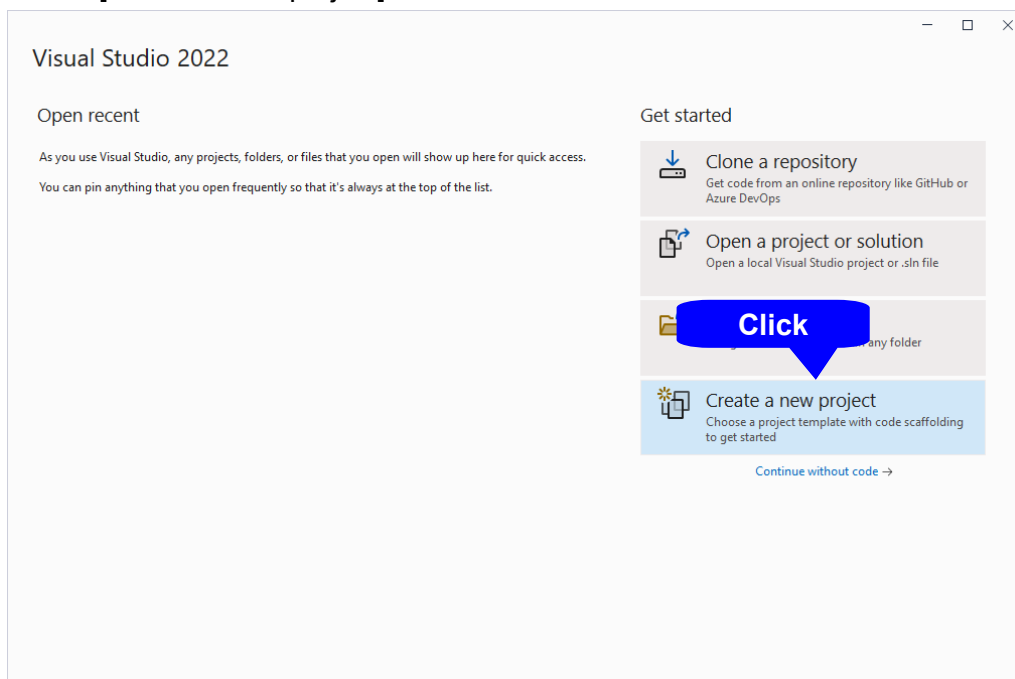 Visual Studio 2022
Open recent
As you use Visual Studio, any projects, folders, or files that you open will show up here for quick access.
You can pin anything that you open frequently so that it's always at the top of the list.
Get started
Clone a repository
Get code from an online repository like GitHub or
Azure DevOps
Open a project or solution
Open a local Visual Studio project or .sln file
Click
any folder
Create a new project
Choose a project template with code scaffolding
to get started
Continue without code →